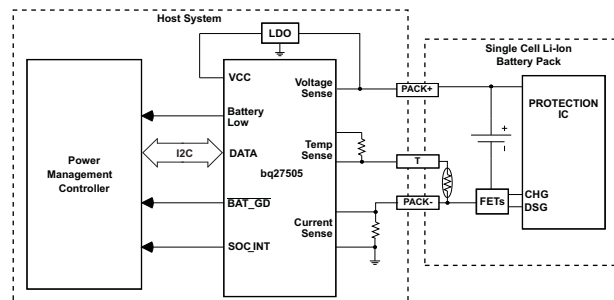 Host System
LDO
Single Cell Li-Ion
Battery Pack
VCC
Voltage
Sense
PACK+
PROTECTION
IC
Battery
Low
Temp
Sense
Power
Management
Controller
I2C
DATA
bq27505
T
BAT_GD
PACK-
FETs
CHG
DSG
Current
Sense
SOC_INT
+